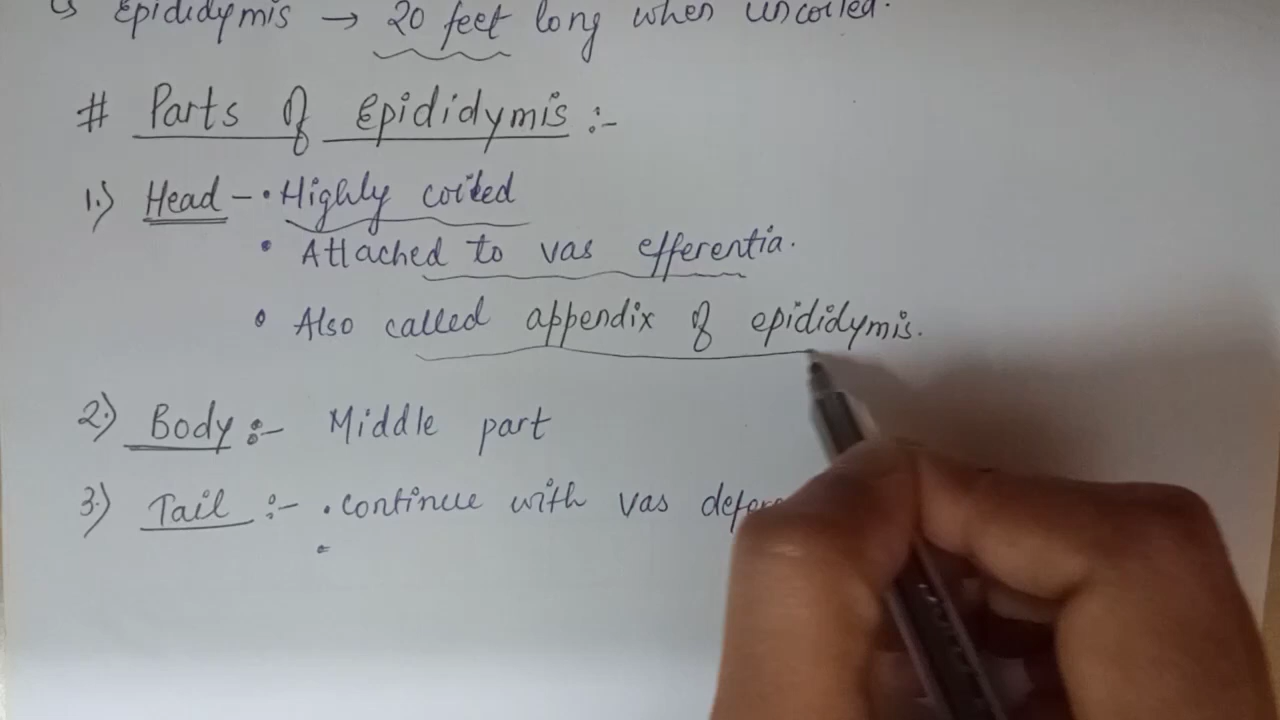 Epididymis → 20 feet long when uncoiled.
# Parts of Epididymis :-
1.) Head - • Highly coiled
• Attached to vas efferentia.
• Also called appendix of epididymis.
2.) Body :- Middle part
3.) Tail :- • continue with vas
•